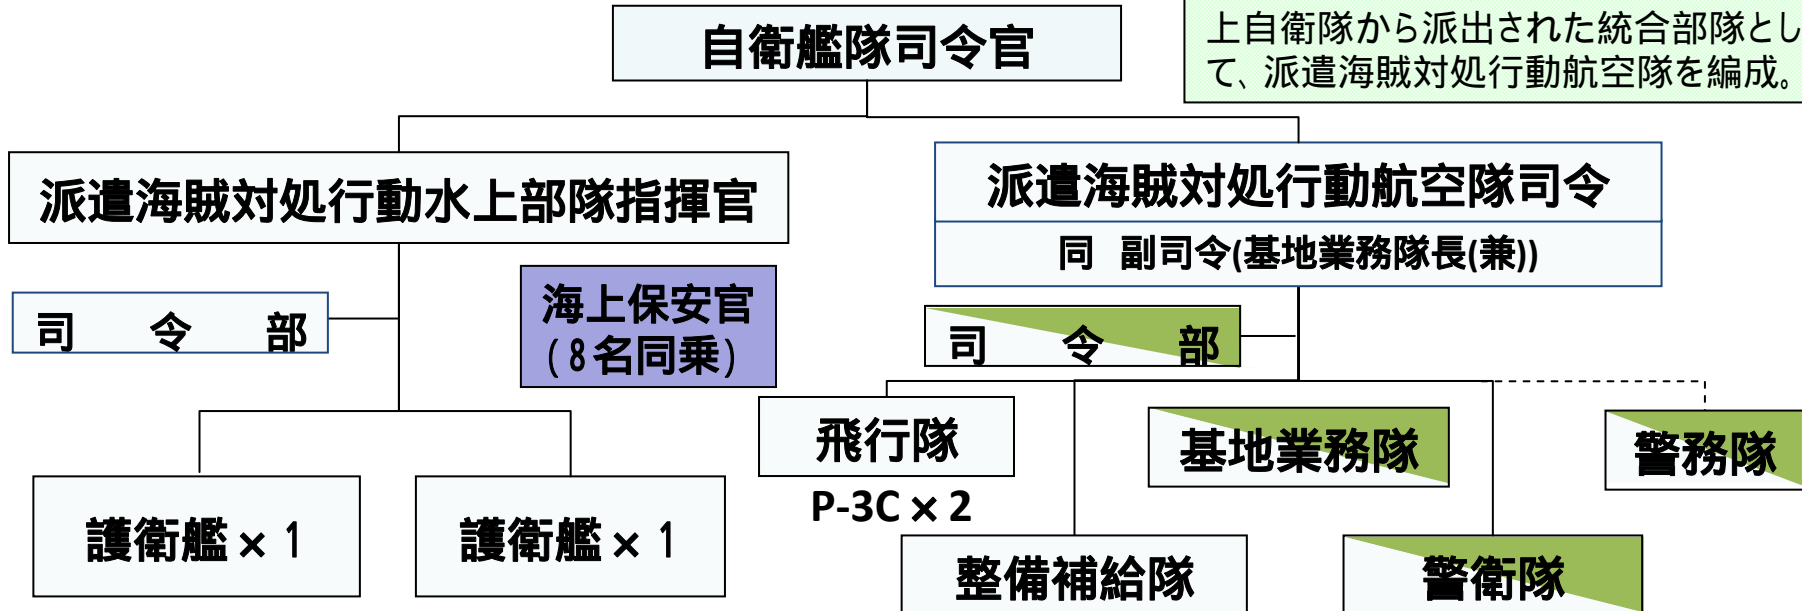 自衛艦隊司令官
上自衛隊から派出された統合部隊とし
て、派遣海賊対処行動航空隊を編成。
派遣海賊対処行動水上部隊指揮官
派遣海賊対処行動航空隊司令
同 副司令(基地業務隊長(兼))
司 令 部
海上保安官
(8名同乗)
司 令 部
飛行隊
P-3C × 2
基地業務隊
警務隊
護衛艦 × 1
護衛艦 × 1
整備補給隊
警衛隊